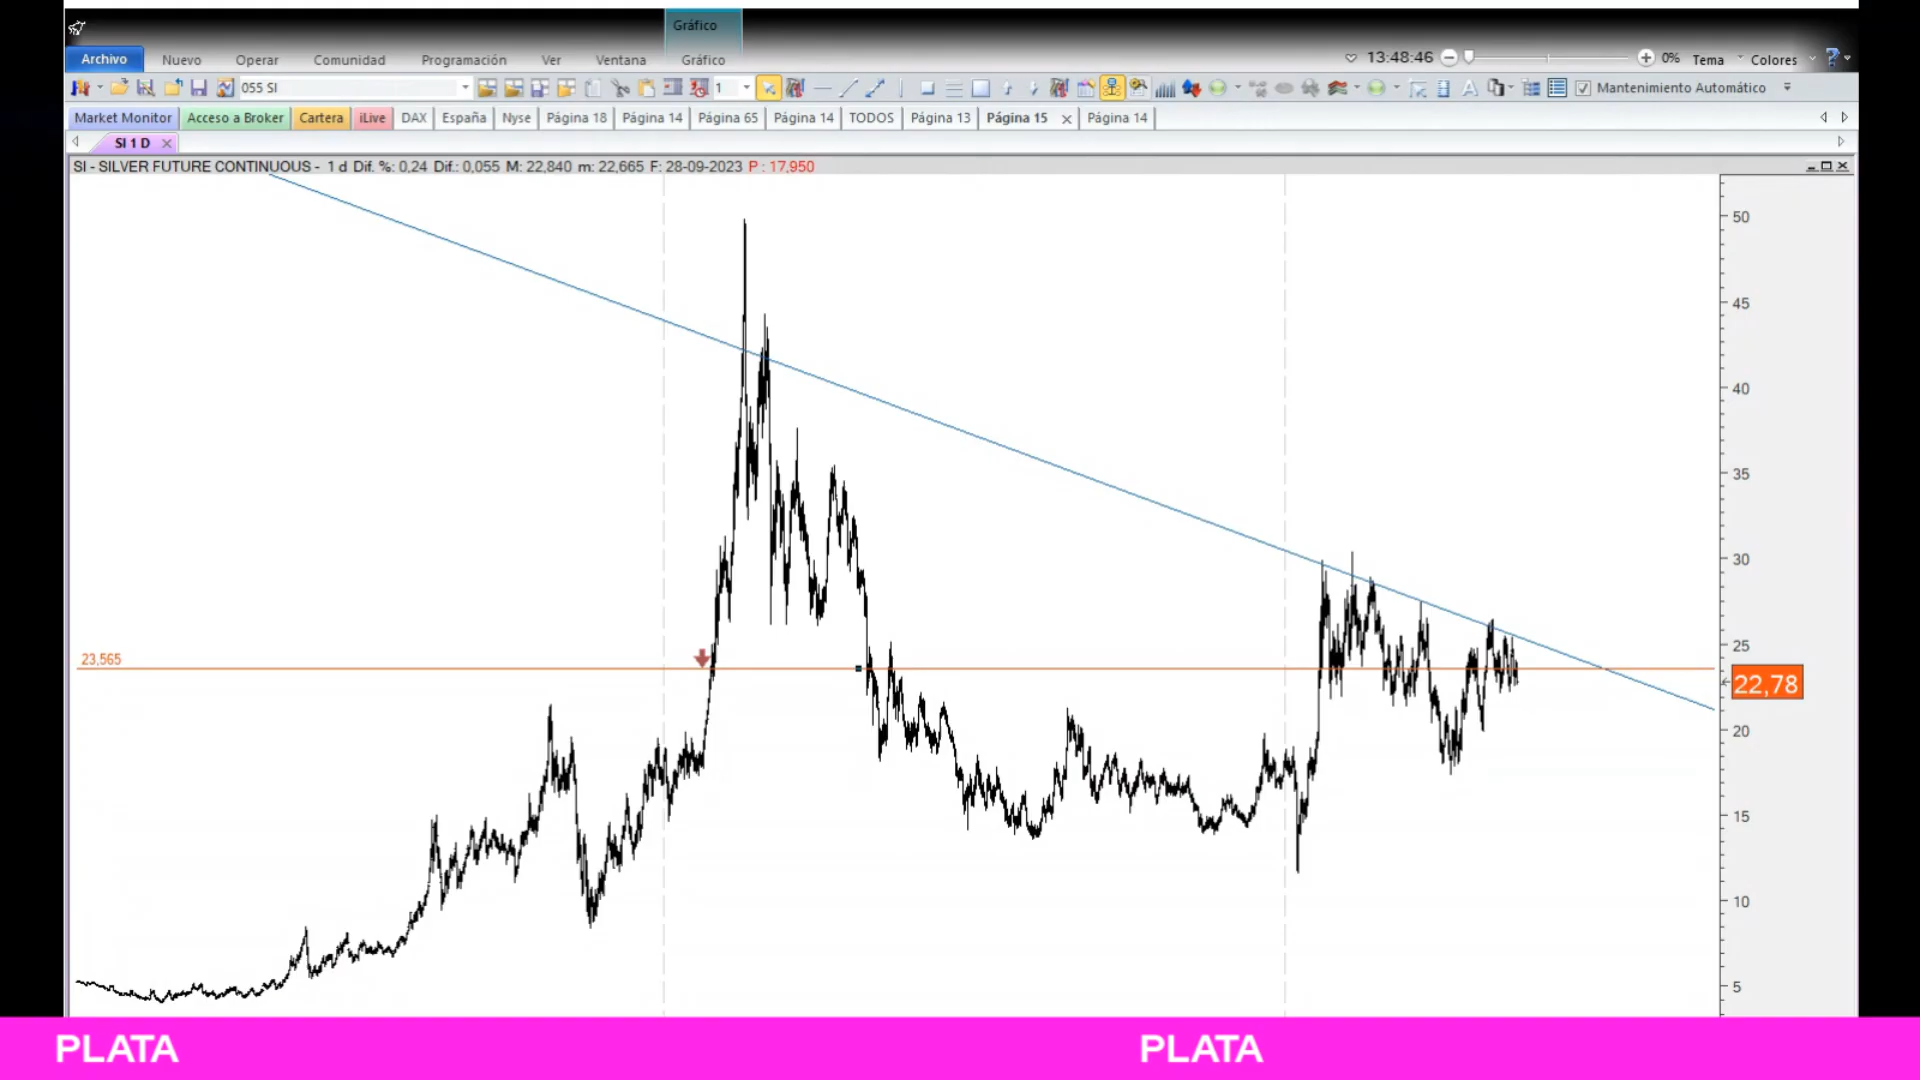 Gráfico
Archivo Nuevo Operar Comunidad Programación Ver Ventana Gráfico 13:48:46 0% Tema Colores
055 SI 1 Mantenimiento Automático
Market Monitor Acceso a Broker Cartera iLive DAX España Nyse Página 18 Página 14 Página 65 Página 14 TODOS Página 13 Página 15 Página 14
SI 1 D
SI - SILVER FUTURE CONTINUOUS - 1 d Dif. %: 0,24 Dif.: 0,055 M: 22,840 m: 22,665 F: 28-09-2023 P : 17,950
50
45
40
35
30
25
23,565
22,78
20
15
10
5
PLATA PLATA